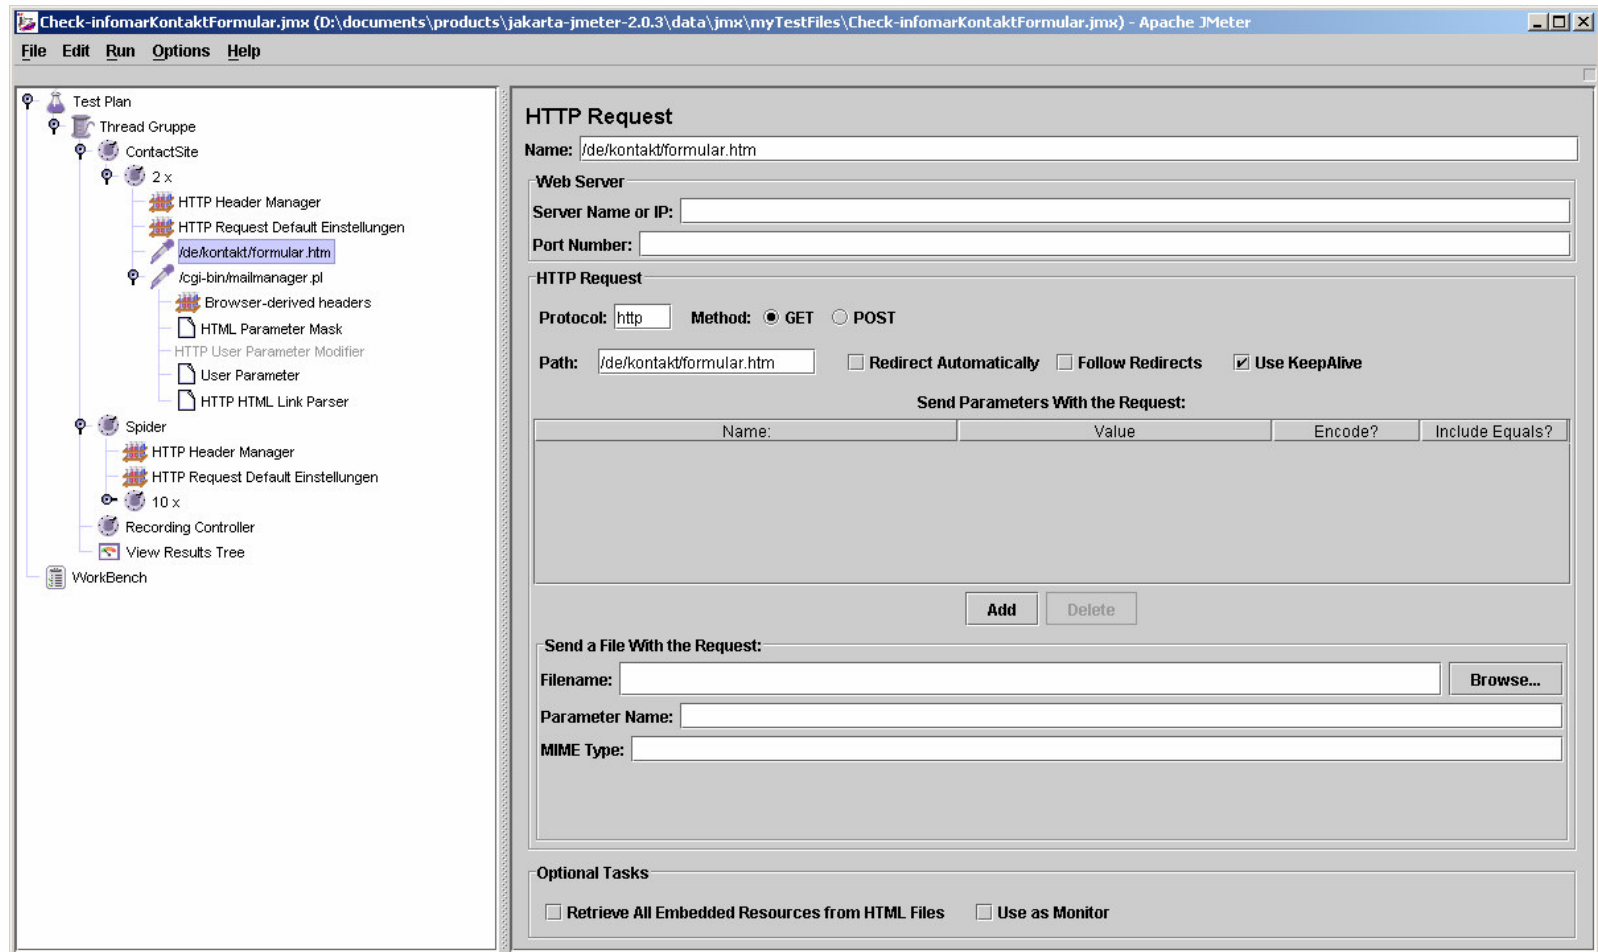 Check-infomarKontaktFormular.jmx (D:\documents\products\jakarta-jmeter-2.0.3\data\jmx\myTestFiles\Check-infomarKontaktFormular.jmx) - Apache JMeter
File Edit Run Options Help
Test Plan
Thread Gruppe
ContactSite
2 x
HTTP Header Manager
HTTP Request Default Einstellungen
/de/kontakt/formular.htm
/cgi-bin/mailmanager.pl
Browser-derived headers
HTML Parameter Mask
HTTP User Parameter Modifier
User Parameter
HTTP HTML Link Parser
Spider
HTTP Header Manager
HTTP Request Default Einstellungen
10 x
Recording Controller
View Results Tree
WorkBench
HTTP Request
Name: /de/kontakt/formular.htm
Web Server
Server Name or IP:
Port Number:
HTTP Request
Protocol: http Method: GET POST
Path: /de/kontakt/formular.htm Redirect Automatically Follow Redirects Use KeepAlive
Send Parameters With the Request:
Name: Value Encode? Include Equals?
Add Delete
Send a File With the Request:
Filename: Browse...
Parameter Name:
MIME Type:
Optional Tasks
Retrieve All Embedded Resources from HTML Files Use as Monitor